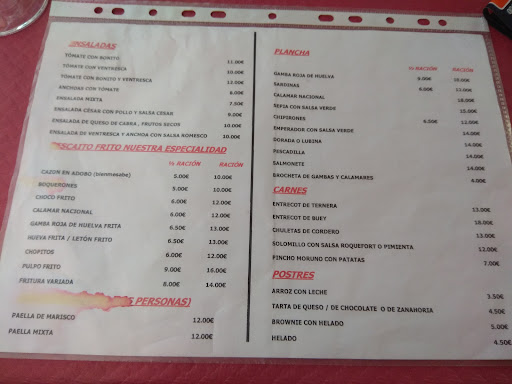 ENSALADAS
TÓMATE CON BONITO 11.00€
TÓMATE CON VENTRESCA 10.00€
TÓMATE CON BONITO Y VENTRESCA 12.00€
ANCHOAS CON TÓMATE 8.00€
ENSALADA MIXTA 7.50€
ENSALADA CÉSAR CON POLLO Y SALSA CÉSAR 9.00€
ENSALADA DE QUESO DE CABRA, FRUTOS SECOS 10.00€
ENSALADA DE VENTRESCA Y ANCHOA CON SALSA ROMESCO 10.00€
PESCAITO FRITO NUESTRA ESPECIALIDAD
½ RACIÓN RACIÓN
CAZON EN ADOBO (bienmesabe) 5.00€ 10.00€
BOQUERONES 5.00€ 10.00€
CHOCO FRITO 6.00€ 12.00€
CALAMAR NACIONAL 6.00€ 12.00€
GAMBA ROJA DE HUELVA FRITA 6.50€ 13.00€
HUEVA FRITA / LETÓN FRITO 6.50€ 13.00€
CHOPITOS 6.00€ 12.00€
PULPO FRITO 9.00€ 16.00€
FRITURA VARIADA 8.00€ 14.00€
PERSONAS)
PAELLA DE MARISCO 12.00€
PAELLA MIXTA 12.00€
PLANCHA
½ RACIÓN RACIÓN
GAMBA ROJA DE HUELVA 9.00€ 16.00€
SARDINAS 6.00€ 12.00€
CALAMAR NACIONAL 18.00€
SEPIA CON SALSA VERDE 15.00€
CHIPIRONES 6.50€ 12.00€
EMPERADOR CON SALSA VERDE 14.00€
DORADA O LUBINA 14.00€
PESCADILLA 14.00€
SALMONETE 14.00€
BROCHETA DE GAMBAS Y CALAMARES 4.00€
CARNES
ENTRECOT DE TERNERA 13.00€
ENTRECOT DE BUEY 18.00€
CHULETAS DE CORDERO 13.00€
SOLOMILLO CON SALSA ROQUEFORT O PIMIENTA 12.00€
PINCHO MORUNO CON PATATAS 7.00€
POSTRES
ARROZ CON LECHE 3.50€
TARTA DE QUESO / DE CHOCOLATE O DE ZANAHORIA 4.50€
BROWNIE CON HELADO 5.00€
HELADO 4.50€